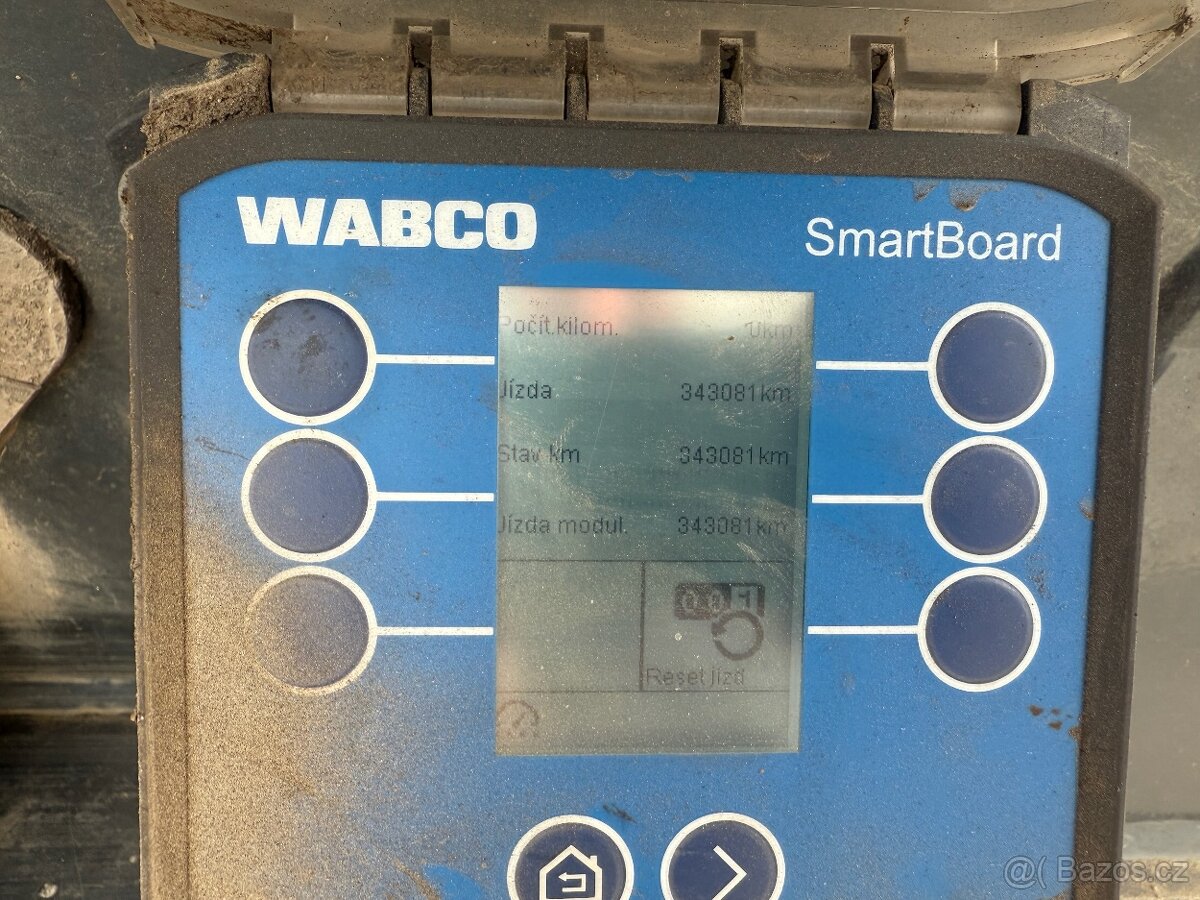 WABCO
SmartBoard
Počít.kilom. 0km
Jízda 343081km
Stav km 343081km
Jízda modul. 343081km
Reset jízd
@( Bazos.cz